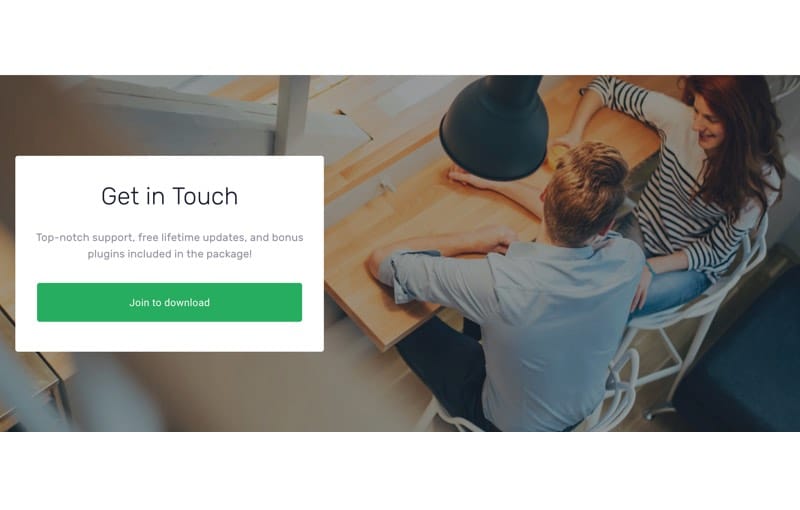 Get in Touch
Top-notch support, free lifetime updates, and bonus
plugins included in the package!
Join to download